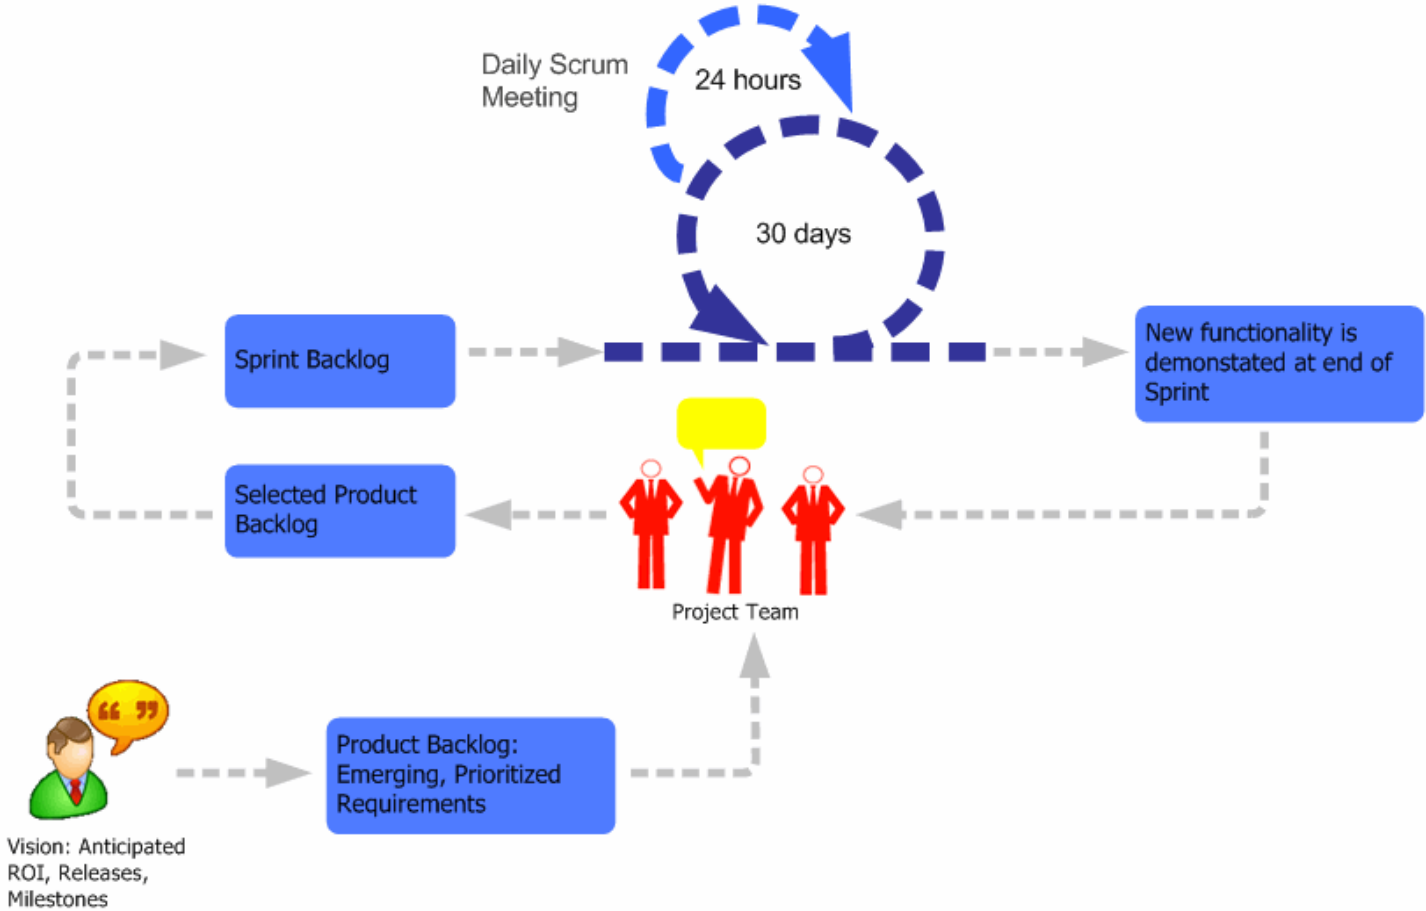 Daily Scrum
Meeting
24 hours
30 days
Sprint Backlog
New functionality is
demonstated at end of
Sprint
Selected Product
Backlog
Project Team
Product Backlog:
Emerging, Prioritized
Requirements
Vision: Anticipated
ROI, Releases,
Milestones